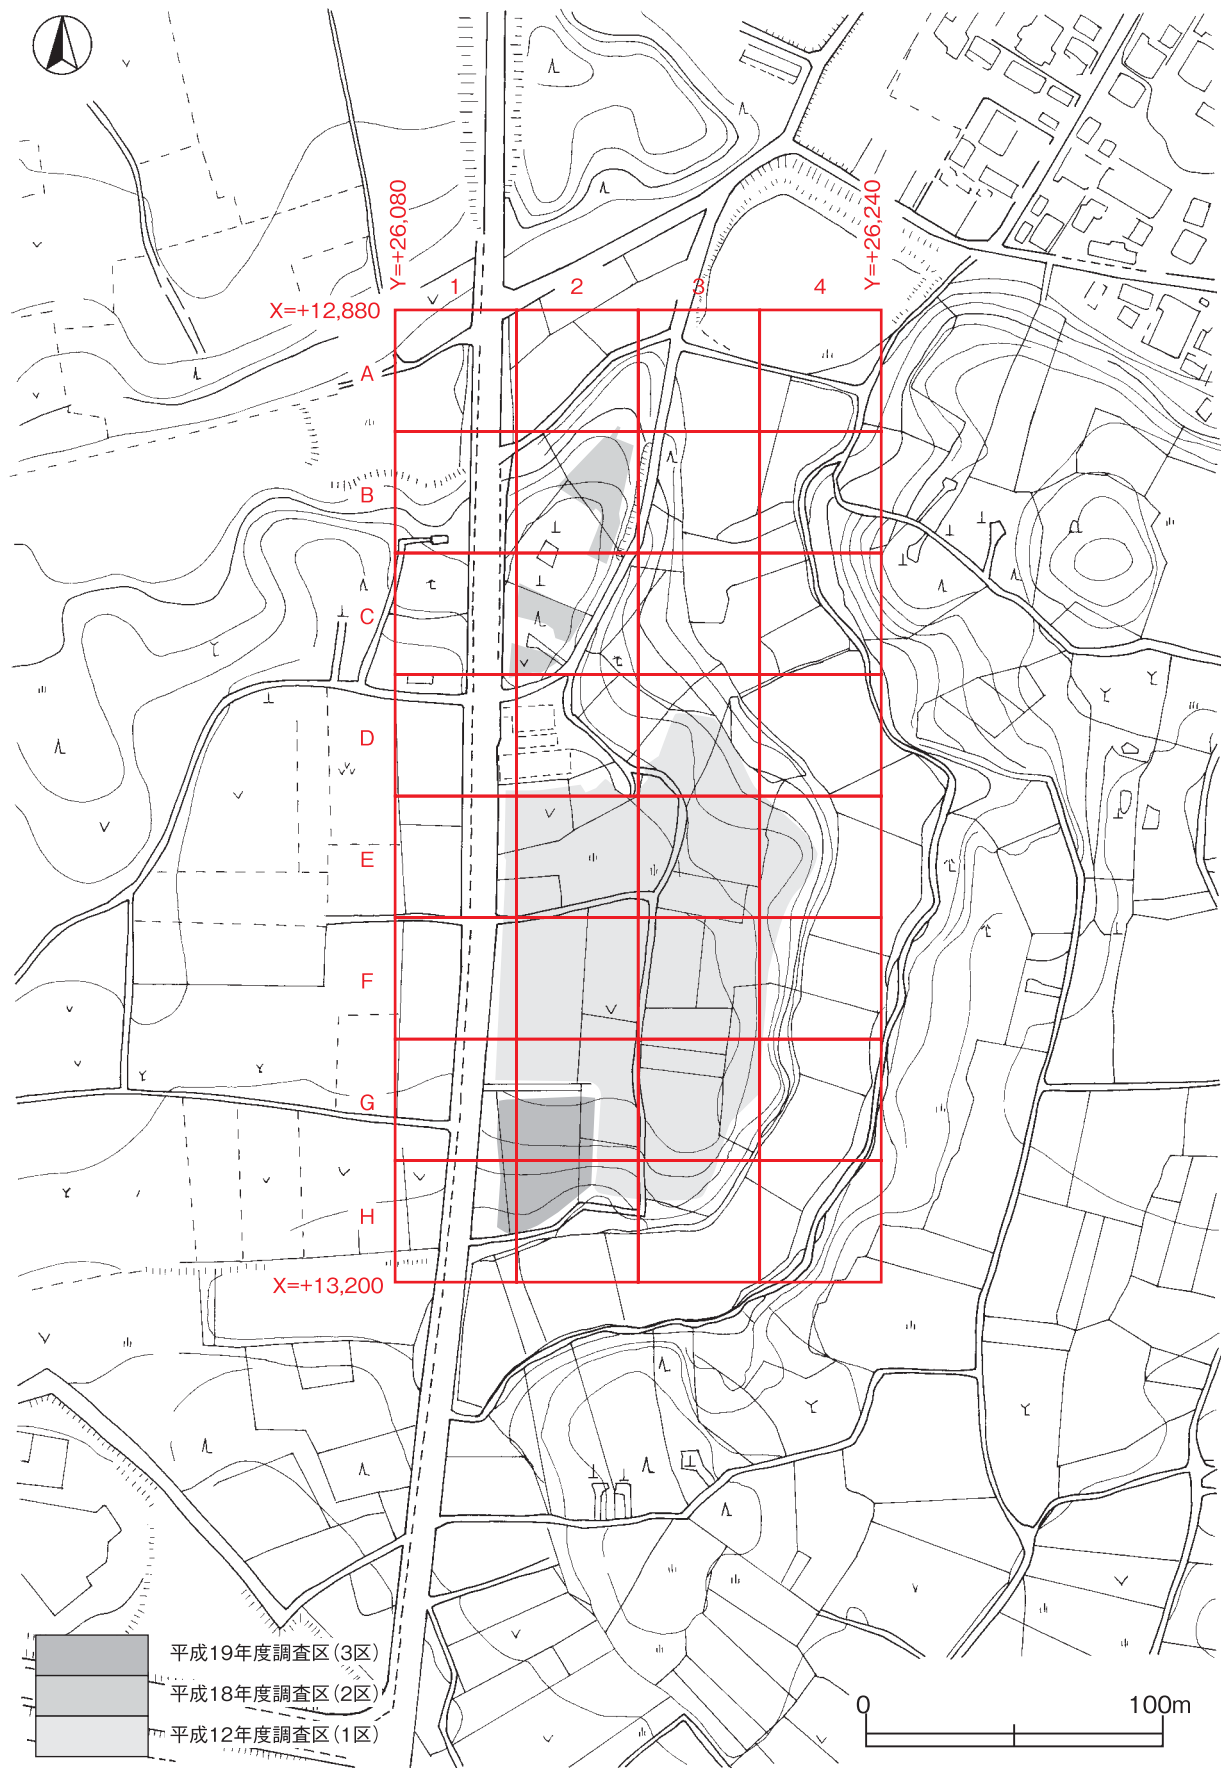 Y=+26,080
Y=+26,240
X=+12,880
1
2
3
4
A
B
C
D
E
F
G
H
X=+13,200
平成19年度調査区(3区)
平成18年度調査区(2区)
平成12年度調査区(1区)
0
100m